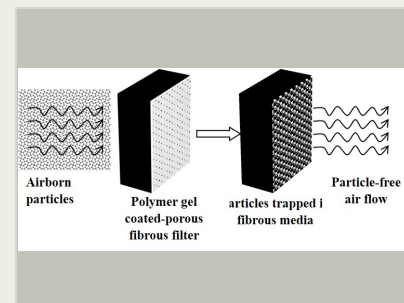 Airborn
particles
Polymer gel
coated-porous
fibrous filter
articles trapped i
fibrous media
Particle-free
air flow